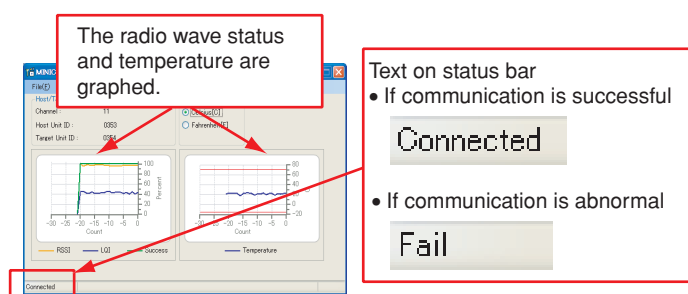 The radio wave status
and temperature are
graphed.
File(F)
Channel : 11
Host Unit ID : 0353
Target Unit ID : 0354
Celsius[C]
Fahrenheit[F]
100
80
60
40
20
0
Percent
-30 -25 -20 -15 -10 -5 0
Count
RSSI LQI Success
80
60
40
20
0
-20
-30 -25 -20 -15 -10 -5 0
Count
Temperature
Connected
Text on status bar
• If communication is successful
Connected
• If communication is abnormal
Fail